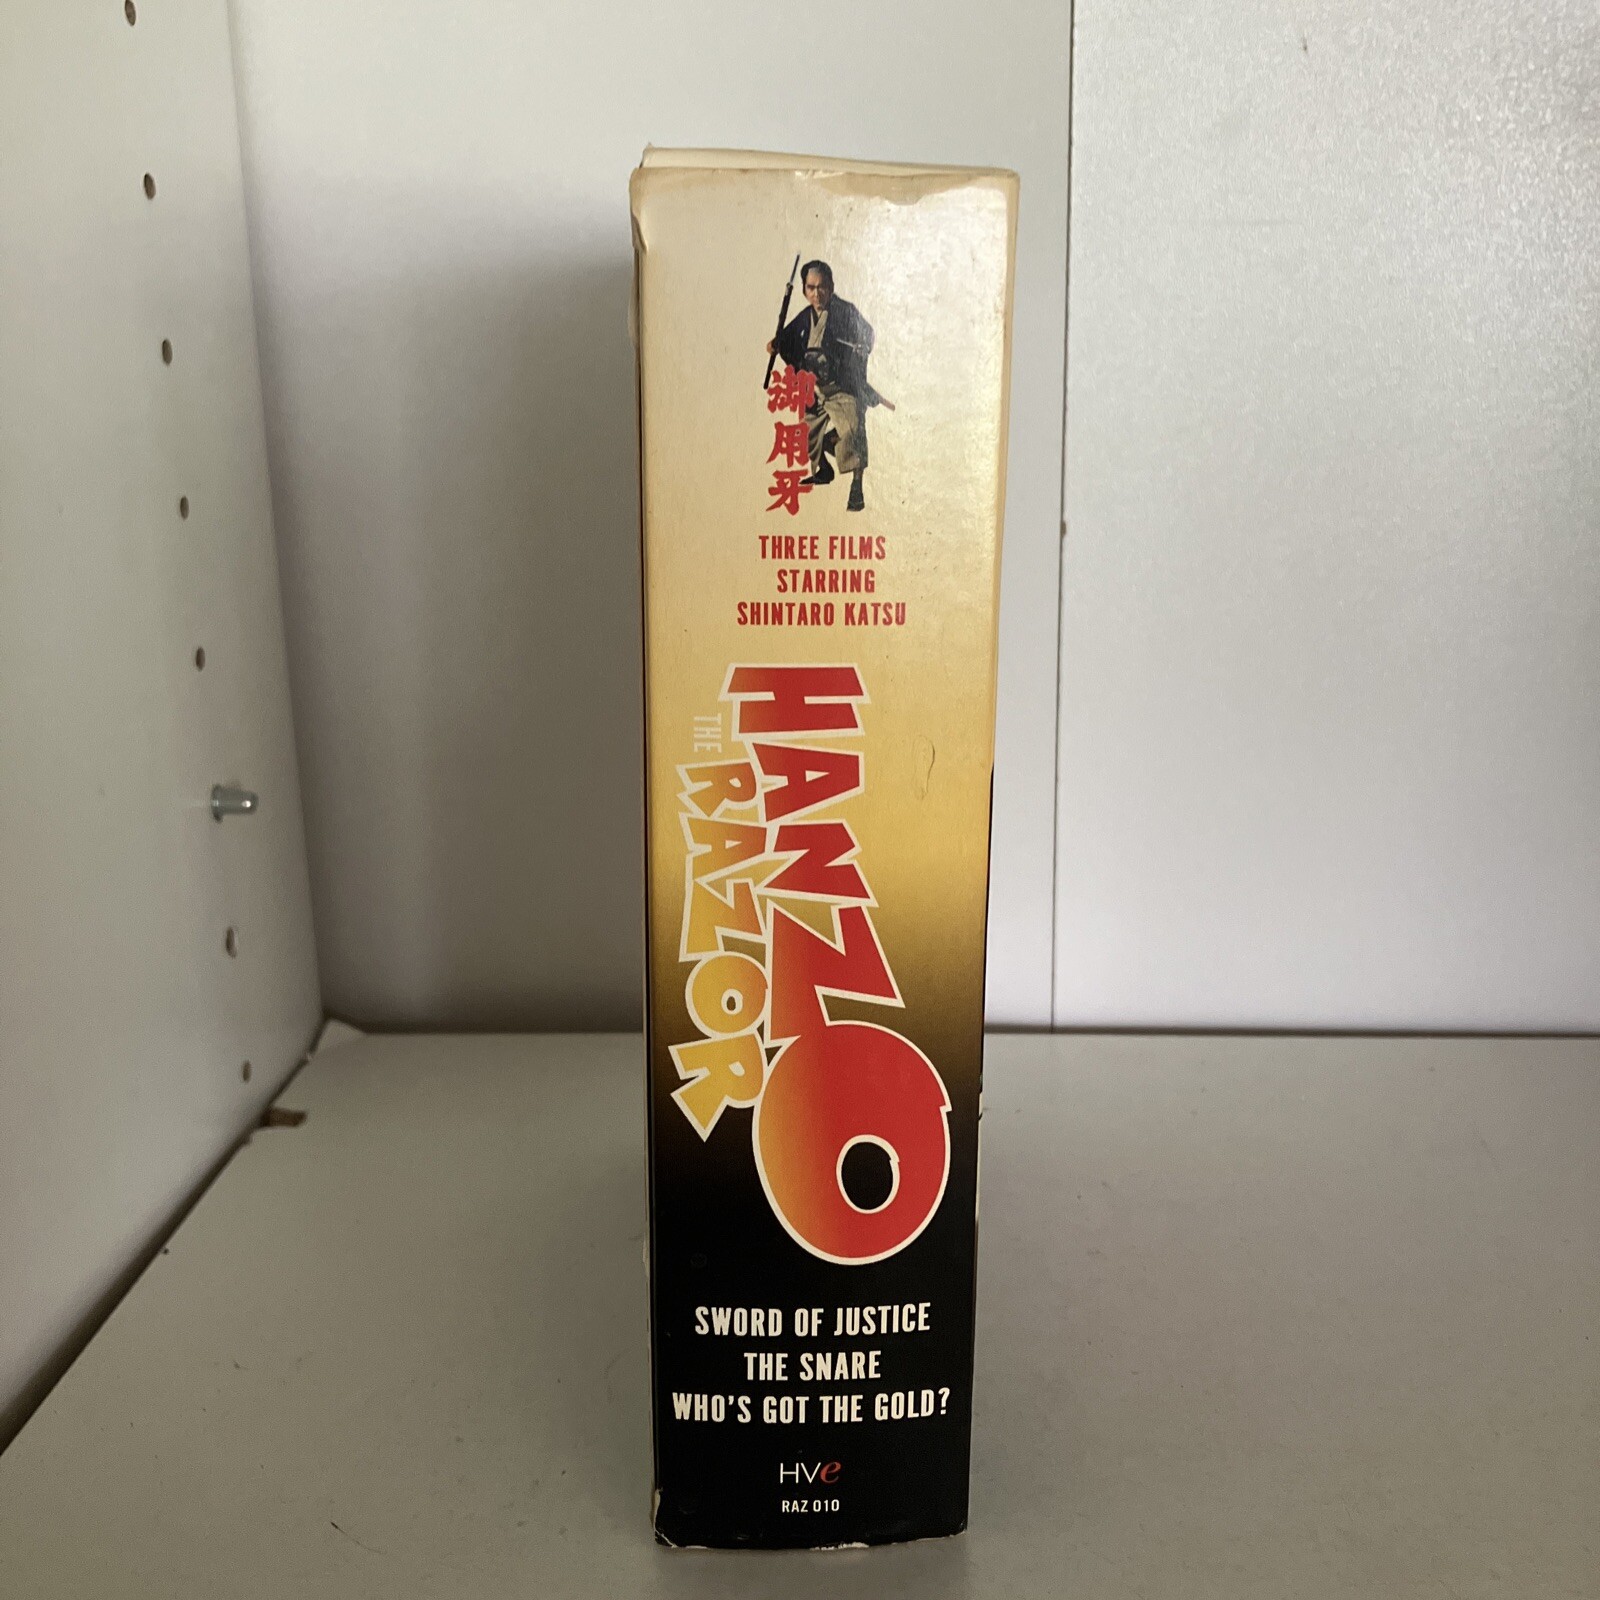 御用牙
THREE FILMS
STARRING
SHINTARO KATSU
HANZO
THE RAZOR
SWORD OF JUSTICE
THE SNARE
WHO'S GOT THE GOLD?
HVe
RAZ 010